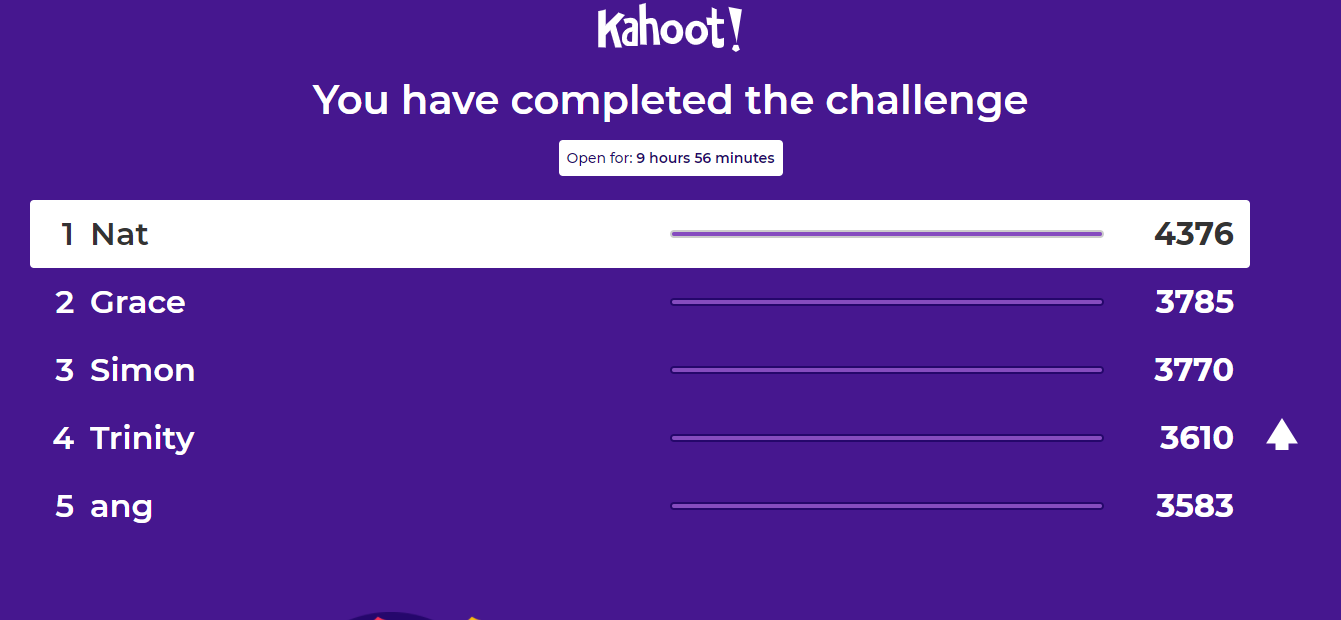 Kahoot!
You have completed the challenge
Open for: 9 hours 56 minutes
1 Nat 4376
2 Grace 3785
3 Simon 3770
4 Trinity 3610
5 ang 3583